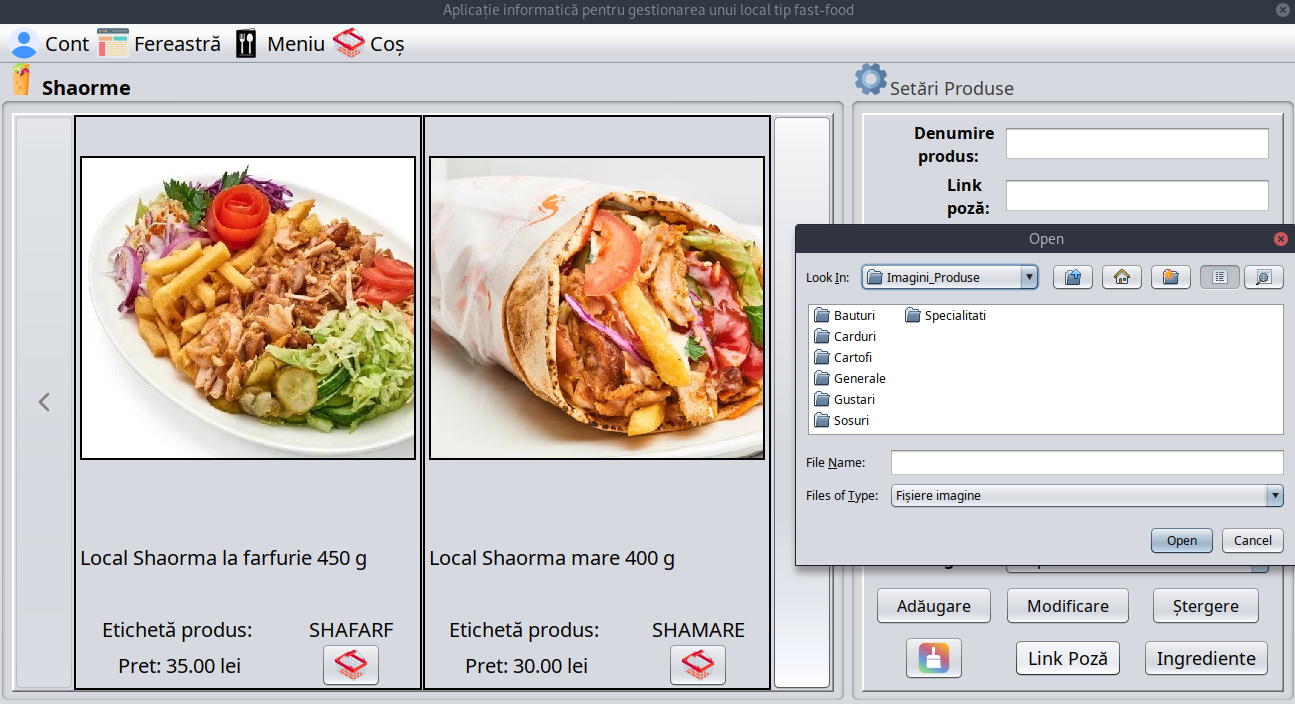 Aplicație informatică pentru gestionarea unui local tip fast-food
Cont Fereastră Meniu Coș
Shaorme
Local Shaorma la farfurie 450 g
Etichetă produs: SHAFARF
Pret: 35.00 lei
Local Shaorma mare 400 g
Etichetă produs: SHAMARE
Pret: 30.00 lei
Setări Produse
Denumire
produs:
Link
poză:
Open
Look In: Imagini_Produse
Bauturi
Carduri
Cartofi
Generale
Gustari
Sosuri
Specialitati
File Name:
Files of Type: Fișiere imagine
Open Cancel
Adăugare Modificare Ștergere
Link Poză Ingrediente